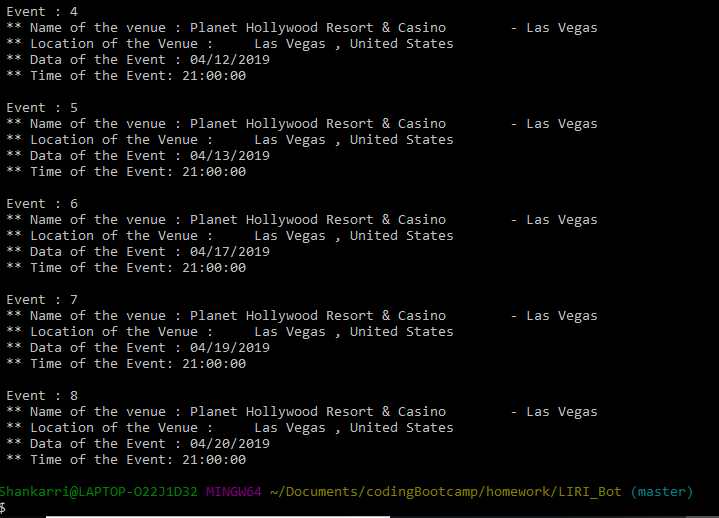 Event : 4
** Name of the venue : Planet Hollywood Resort & Casino        - Las Vegas
** Location of the Venue :     Las Vegas , United States
** Data of the Event : 04/12/2019
** Time of the Event: 21:00:00
Event : 5
** Name of the venue : Planet Hollywood Resort & Casino        - Las Vegas
** Location of the Venue :     Las Vegas , United States
** Data of the Event : 04/13/2019
** Time of the Event: 21:00:00
Event : 6
** Name of the venue : Planet Hollywood Resort & Casino        - Las Vegas
** Location of the Venue :     Las Vegas , United States
** Data of the Event : 04/17/2019
** Time of the Event: 21:00:00
Event : 7
** Name of the venue : Planet Hollywood Resort & Casino        - Las Vegas
** Location of the Venue :     Las Vegas , United States
** Data of the Event : 04/19/2019
** Time of the Event: 21:00:00
Event : 8
** Name of the venue : Planet Hollywood Resort & Casino        - Las Vegas
** Location of the Venue :     Las Vegas , United States
** Data of the Event : 04/20/2019
** Time of the Event: 21:00:00
Shankarri@LAPTOP-O22J1D32 MINGW64 ~/Documents/codingBootcamp/homework/LIRI_Bot (master)
$